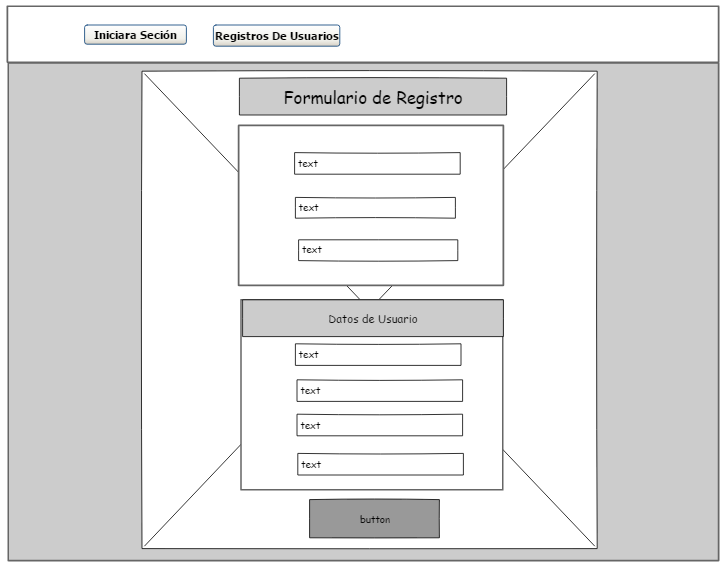 Iniciara Seción
Registros De Usuarios
Formulario de Registro
text
text
text
Datos de Usuario
text
text
text
text
button